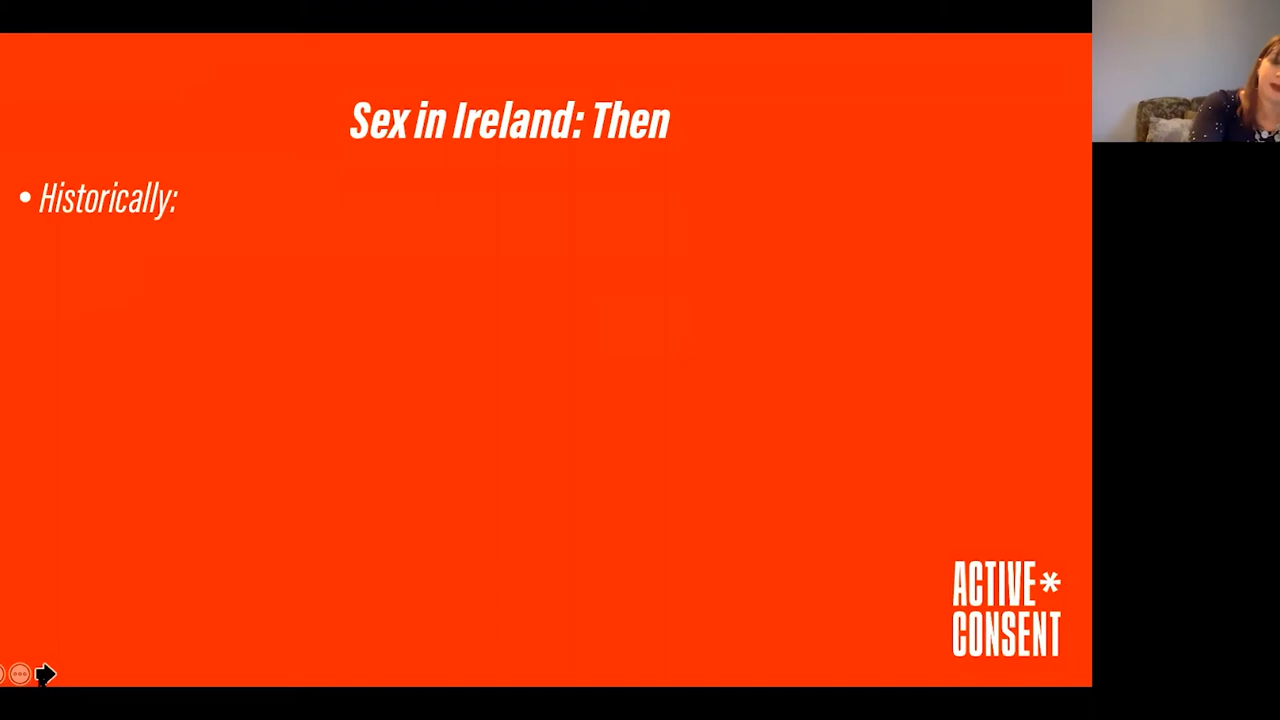 Sex in Ireland: Then
• Historically:
ACTIVE*
CONSENT